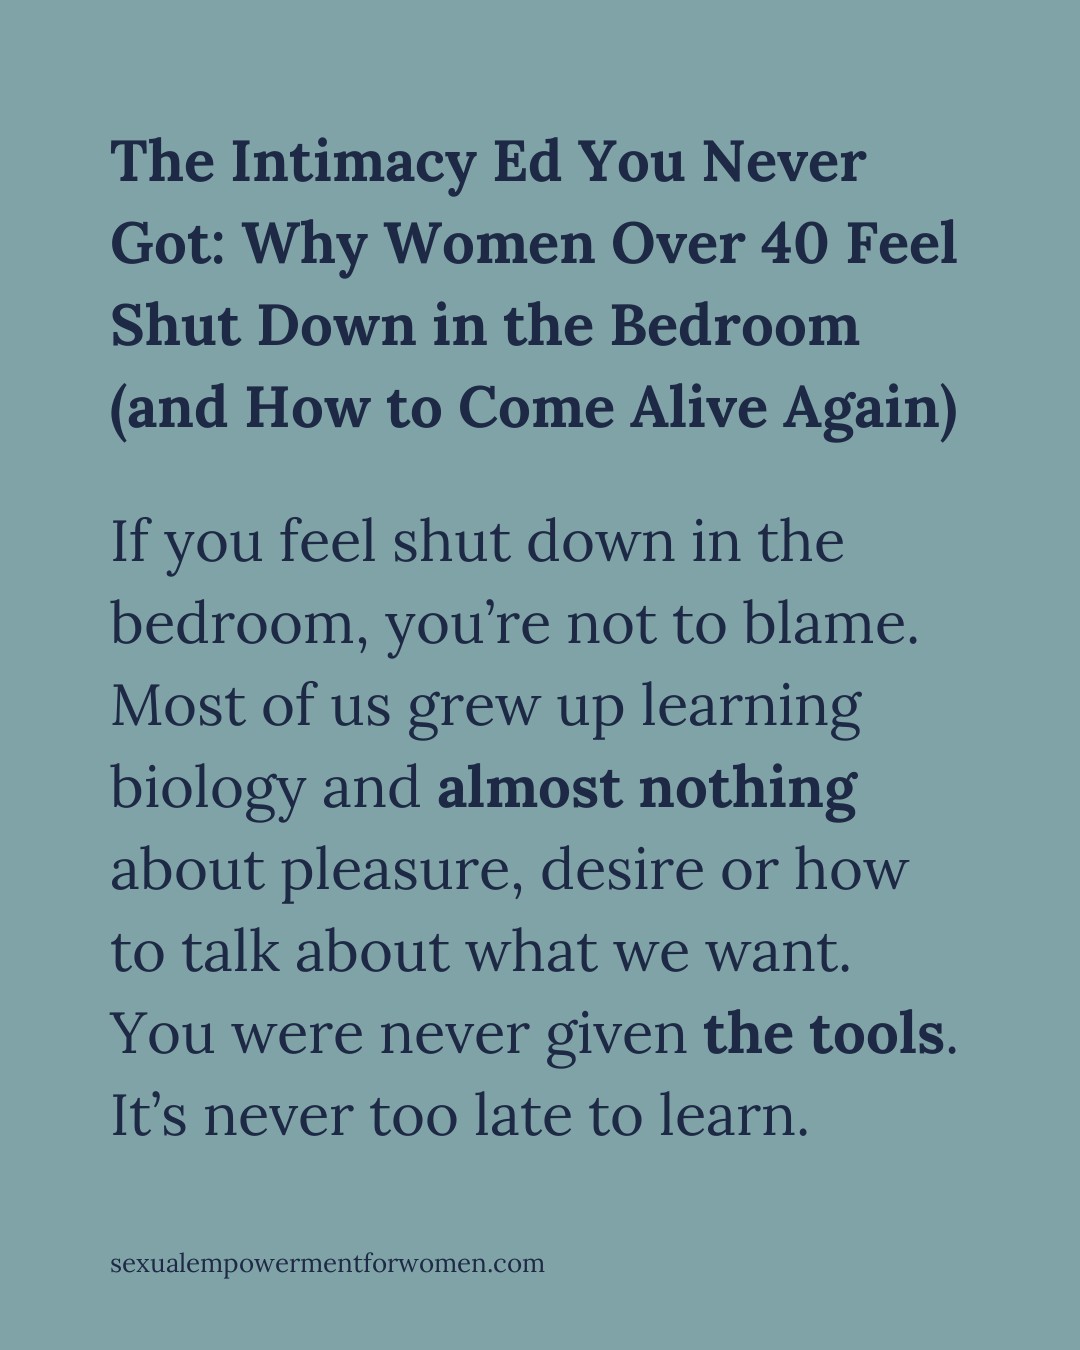 The Intimacy Ed You Never
Got: Why Women Over 40 Feel
Shut Down in the Bedroom
(and How to Come Alive Again)
If you feel shut down in the
bedroom, you’re not to blame.
Most of us grew up learning
biology and almost nothing
about pleasure, desire or how
to talk about what we want.
You were never given the tools.
It’s never too late to learn.
sexualempowermentforwomen.com